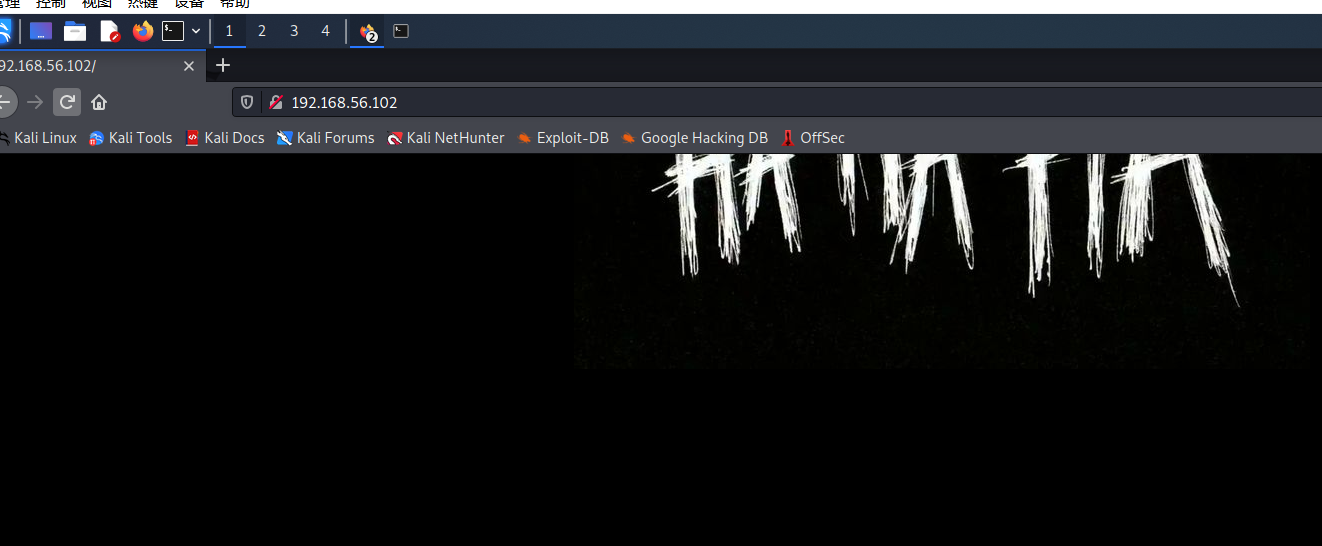 管理 控制 视图 热键 设备 帮助
1 2 3 4 2
92.168.56.102/
192.168.56.102
Kali Linux Kali Tools Kali Docs Kali Forums Kali NetHunter Exploit-DB Google Hacking DB OffSec